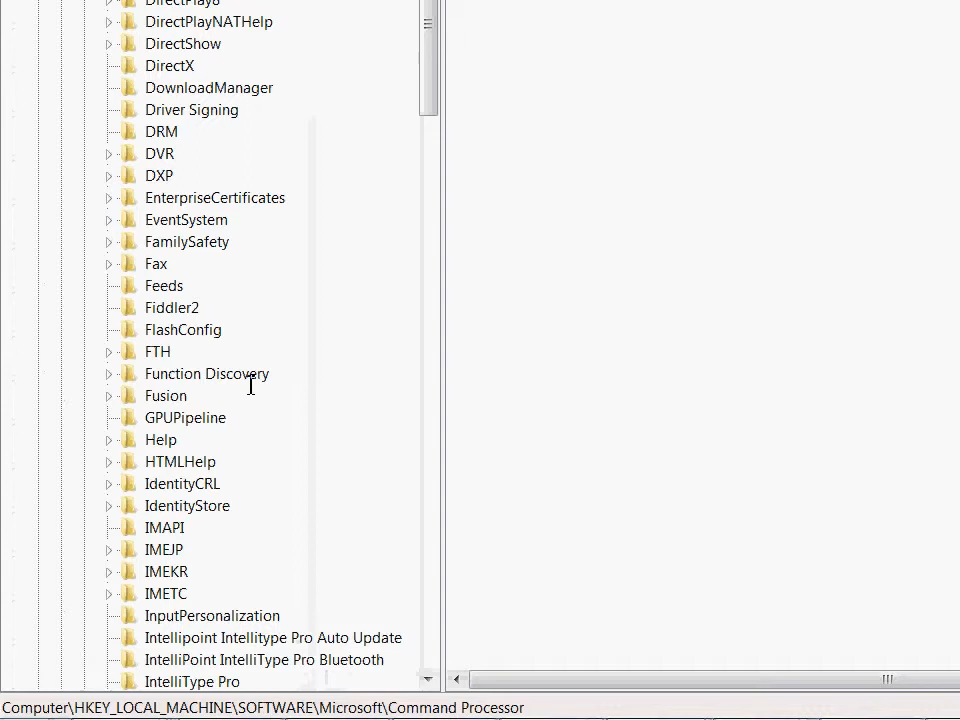 DirectPlay8
DirectPlayNATHelp
DirectShow
DirectX
DownloadManager
Driver Signing
DRM
DVR
DXP
EnterpriseCertificates
EventSystem
FamilySafety
Fax
Feeds
Fiddler2
FlashConfig
FTH
Function Discovery
Fusion
GPUPipeline
Help
HTMLHelp
IdentityCRL
IdentityStore
IMAPI
IMEJP
IMEKR
IMETC
InputPersonalization
Intellipoint Intellitype Pro Auto Update
IntelliPoint IntelliType Pro Bluetooth
IntelliType Pro
Computer\HKEY_LOCAL_MACHINE\SOFTWARE\Microsoft\Command Processor